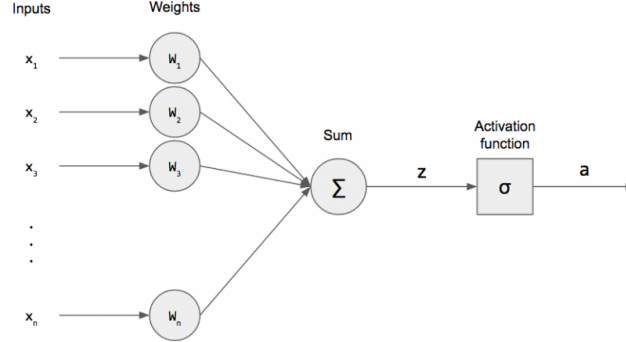 Inputs
Weights
x₁
W₁
x₂
W₂
Sum
Activation
function
x₃
W₃
Σ
z
σ
a
.
.
.
xₙ
Wₙ